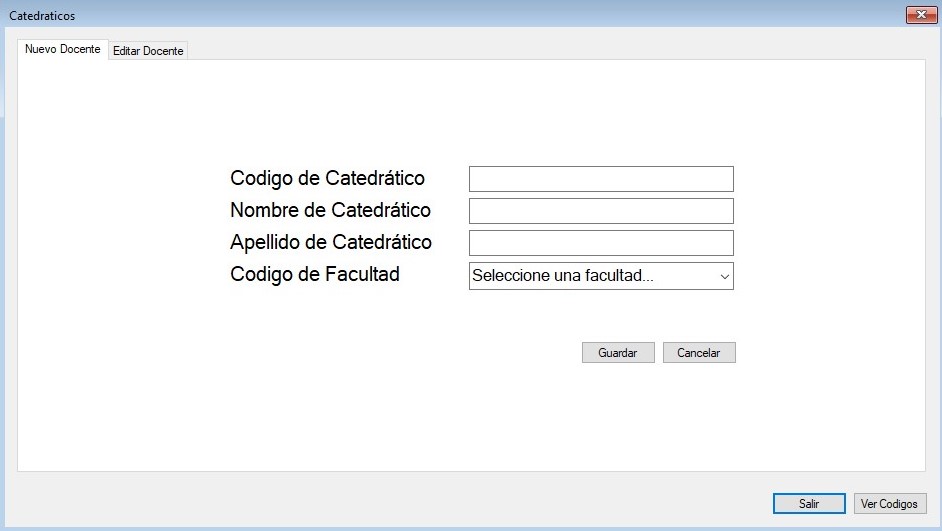 Catedraticos
Nuevo Docente Editar Docente
Codigo de Catedrático
Nombre de Catedrático
Apellido de Catedrático
Codigo de Facultad Seleccione una facultad...
Guardar Cancelar
Salir Ver Codigos